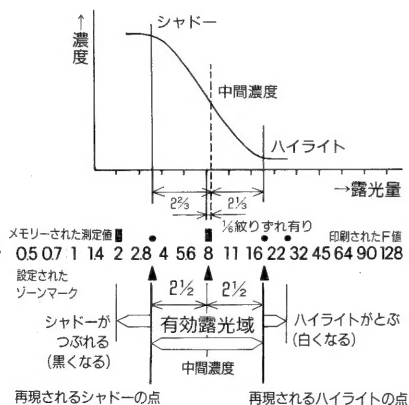 ↑濃度
シャドー
中間濃度
ハイライト
→露光量
2⅔ 2⅓
⅙絞りずれ有り
メモリーされた測定値 印刷されたF値
0.5 0.7 1 1.4 2 2.8 4 5.6 8 11 16 22 32 45 64 90 128
設定された
ゾーンマーク
2½ 2½
シャドーが
つぶれる
(黒くなる)
有効露光域
ハイライトがとぶ
(白くなる)
中間濃度
再現されるシャドーの点 再現されるハイライトの点